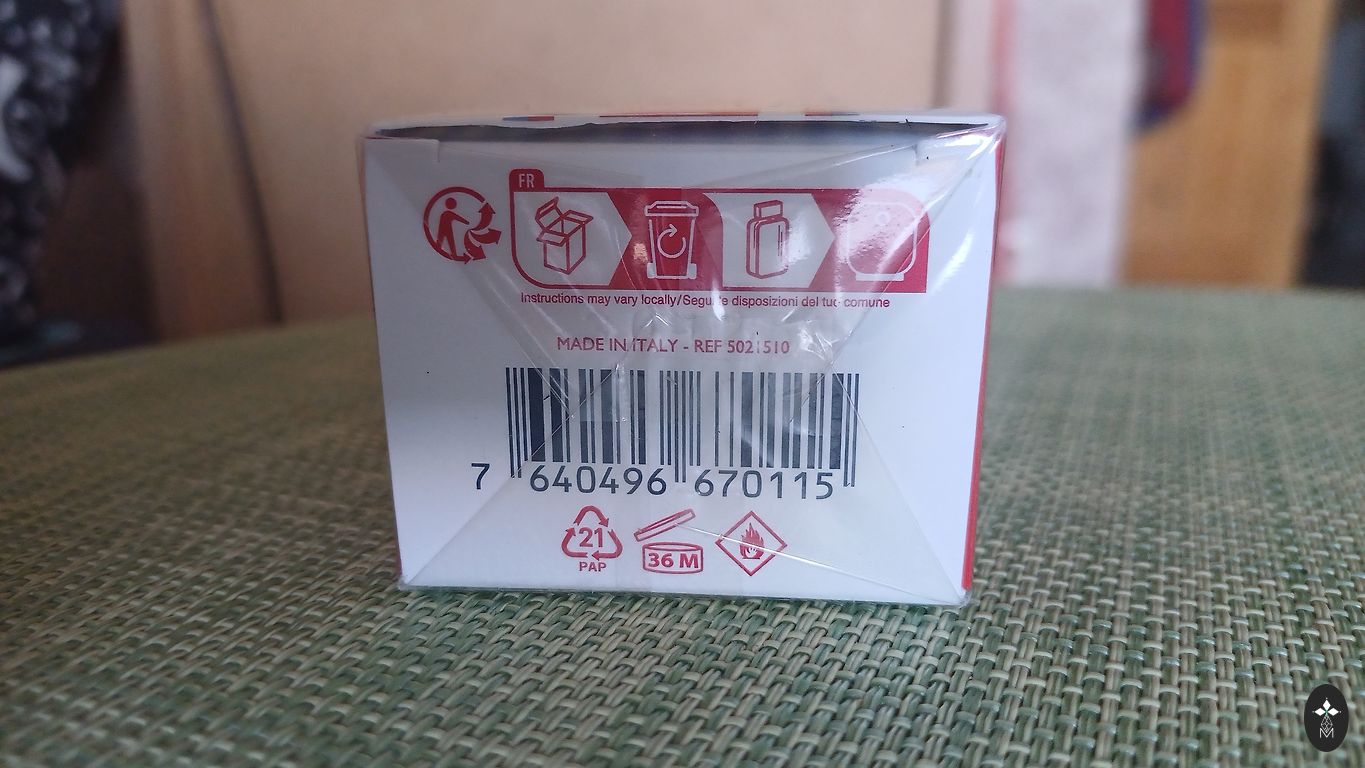 FR
Instructions may vary locally/Segui le disposizioni del tuo comune
MADE IN ITALY - REF 5021510
7 640496 670115
21
PAP
36 M
M